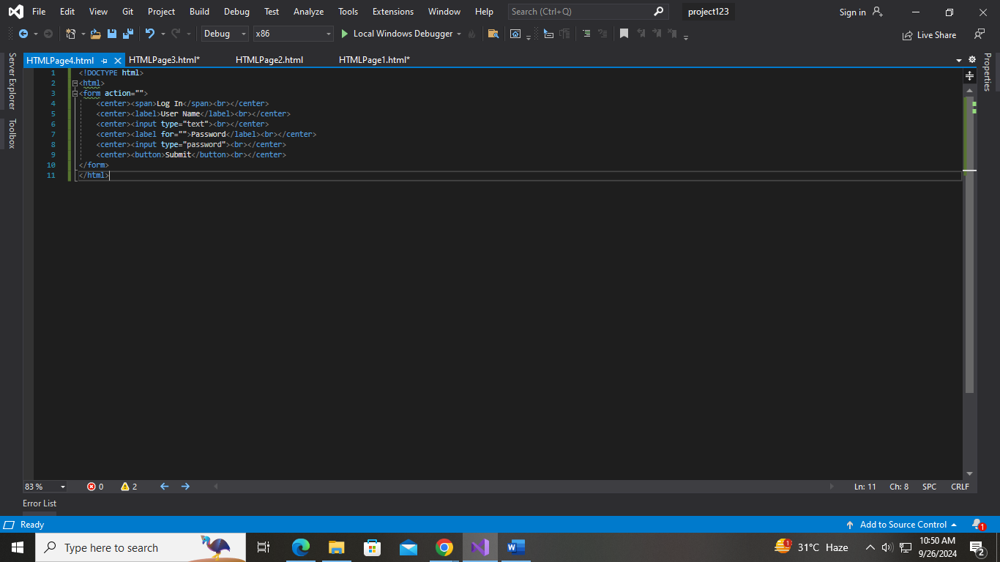 File Edit View Git Project Build Debug Test Analyze Tools Extensions Window Help Search (Ctrl+Q) project123 Sign in
Debug x86 Local Windows Debugger Live Share
HTMLPage4.html HTMLPage3.html* HTMLPage2.html HTMLPage1.html*
Server Explorer
Toolbox
Properties
1 <!DOCTYPE html>
2 <html>
3 <form action="">
4 <center><span>Log In</span><br></center>
5 <center><label>User Name</label><br></center>
6 <center><input type="text"><br></center>
7 <center><label for="">Password</label><br></center>
8 <center><input type="password"><br></center>
9 <center><button>Submit</button><br></center>
10 </form>
11 </html>
83 % 0 2 Ln: 11 Ch: 8 SPC CRLF
Error List
Ready Add to Source Control 1
Type here to search 1 31°C Haze 10:50 AM
9/26/2024 2